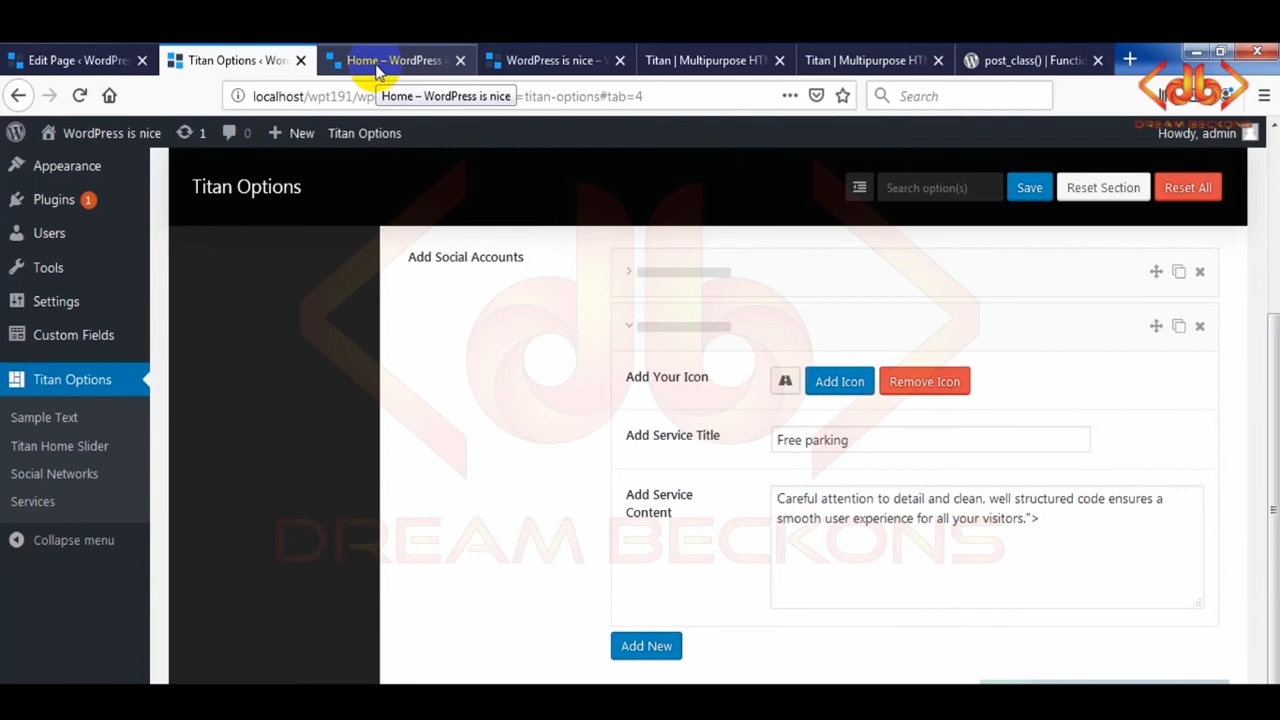 Edit Page ‹ WordPre
Titan Options ‹ Wor
Home – WordPress i
WordPress is nice –
Titan | Multipurpose HT
Titan | Multipurpose HT
post_class() | Functio
localhost/wpt191/wp
=titan-options#tab=4
Home – WordPress is nice
Search
DREAM BECKONS
WordPress is nice
1
0
New
Titan Options
Howdy, admin
Appearance
Plugins 1
Users
Tools
Settings
Custom Fields
Titan Options
Sample Text
Titan Home Slider
Social Networks
Services
Collapse menu
Titan Options
Search option(s)
Save
Reset Section
Reset All
Add Social Accounts
Add Your Icon
Add Icon
Remove Icon
Add Service Title
Free parking
Add Service
Content
Careful attention to detail and clean, well structured code ensures a
smooth user experience for all your visitors.">
Add New
DREAM BECKONS